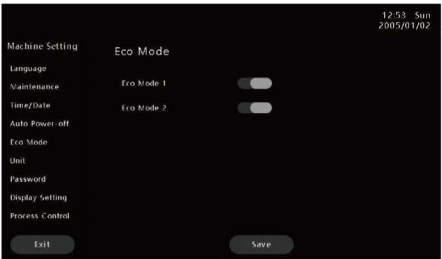 12:53 Sun
2005/01/02
Machine Setting
Eco Mode
Language
Maintenance
Time/Date
Auto Power-off
Eco Mode
Unit
Password
Display Setting
Process Control
Eco Mode 1
Eco Mode 2
Exit
Save